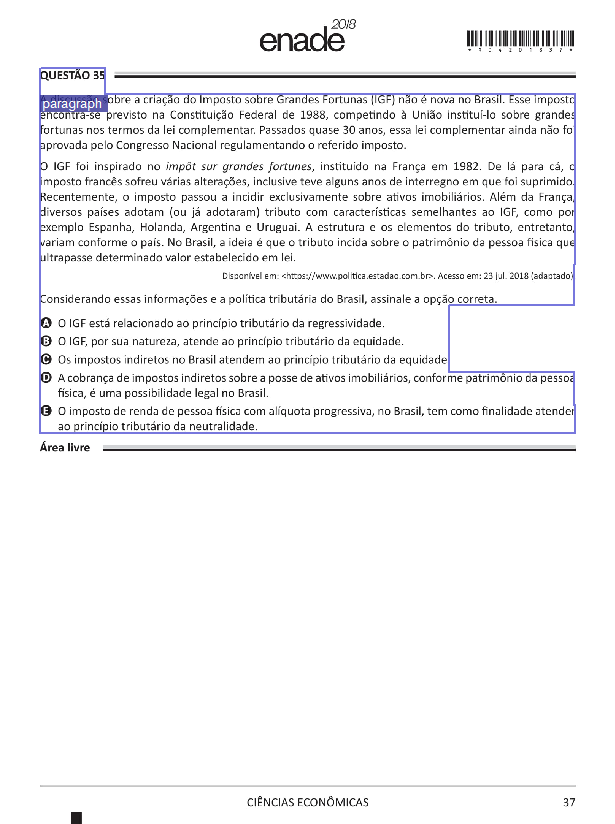 enade 2018
* R 3 4 2 0 1 8 3 7 *
QUESTÃO 35
paragraph
sobre a criação do Imposto sobre Grandes Fortunas (IGF) não é nova no Brasil. Esse imposto
encontra-se previsto na Constituição Federal de 1988, competindo à União instituí-lo sobre grandes
fortunas nos termos da lei complementar. Passados quase 30 anos, essa lei complementar ainda não fo
aprovada pelo Congresso Nacional regulamentando o referido imposto.
O IGF foi inspirado no impôt sur grandes fortunes, instituído na França em 1982. De lá para cá, o
imposto francês sofreu várias alterações, inclusive teve alguns anos de interregno em que foi suprimido.
Recentemente, o imposto passou a incidir exclusivamente sobre ativos imobiliários. Além da França,
diversos países adotam (ou já adotaram) tributo com características semelhantes ao IGF, como por
exemplo Espanha, Holanda, Argentina e Uruguai. A estrutura e os elementos do tributo, entretanto,
variam conforme o país. No Brasil, a ideia é que o tributo incida sobre o patrimônio da pessoa física que
ultrapasse determinado valor estabelecido em lei.
Disponível em: <https://www.politica.estadao.com.br>. Acesso em: 23 jul. 2018 (adaptado)
Considerando essas informações e a política tributária do Brasil, assinale a opção correta.
A O IGF está relacionado ao princípio tributário da regressividade.
B O IGF, por sua natureza, atende ao princípio tributário da equidade.
C Os impostos indiretos no Brasil atendem ao princípio tributário da equidade
D A cobrança de impostos indiretos sobre a posse de ativos imobiliários, conforme patrimônio da pessoa
física, é uma possibilidade legal no Brasil.
E O imposto de renda de pessoa física com alíquota progressiva, no Brasil, tem como finalidade atender
ao princípio tributário da neutralidade.
Área livre
CIÊNCIAS ECONÔMICAS 37